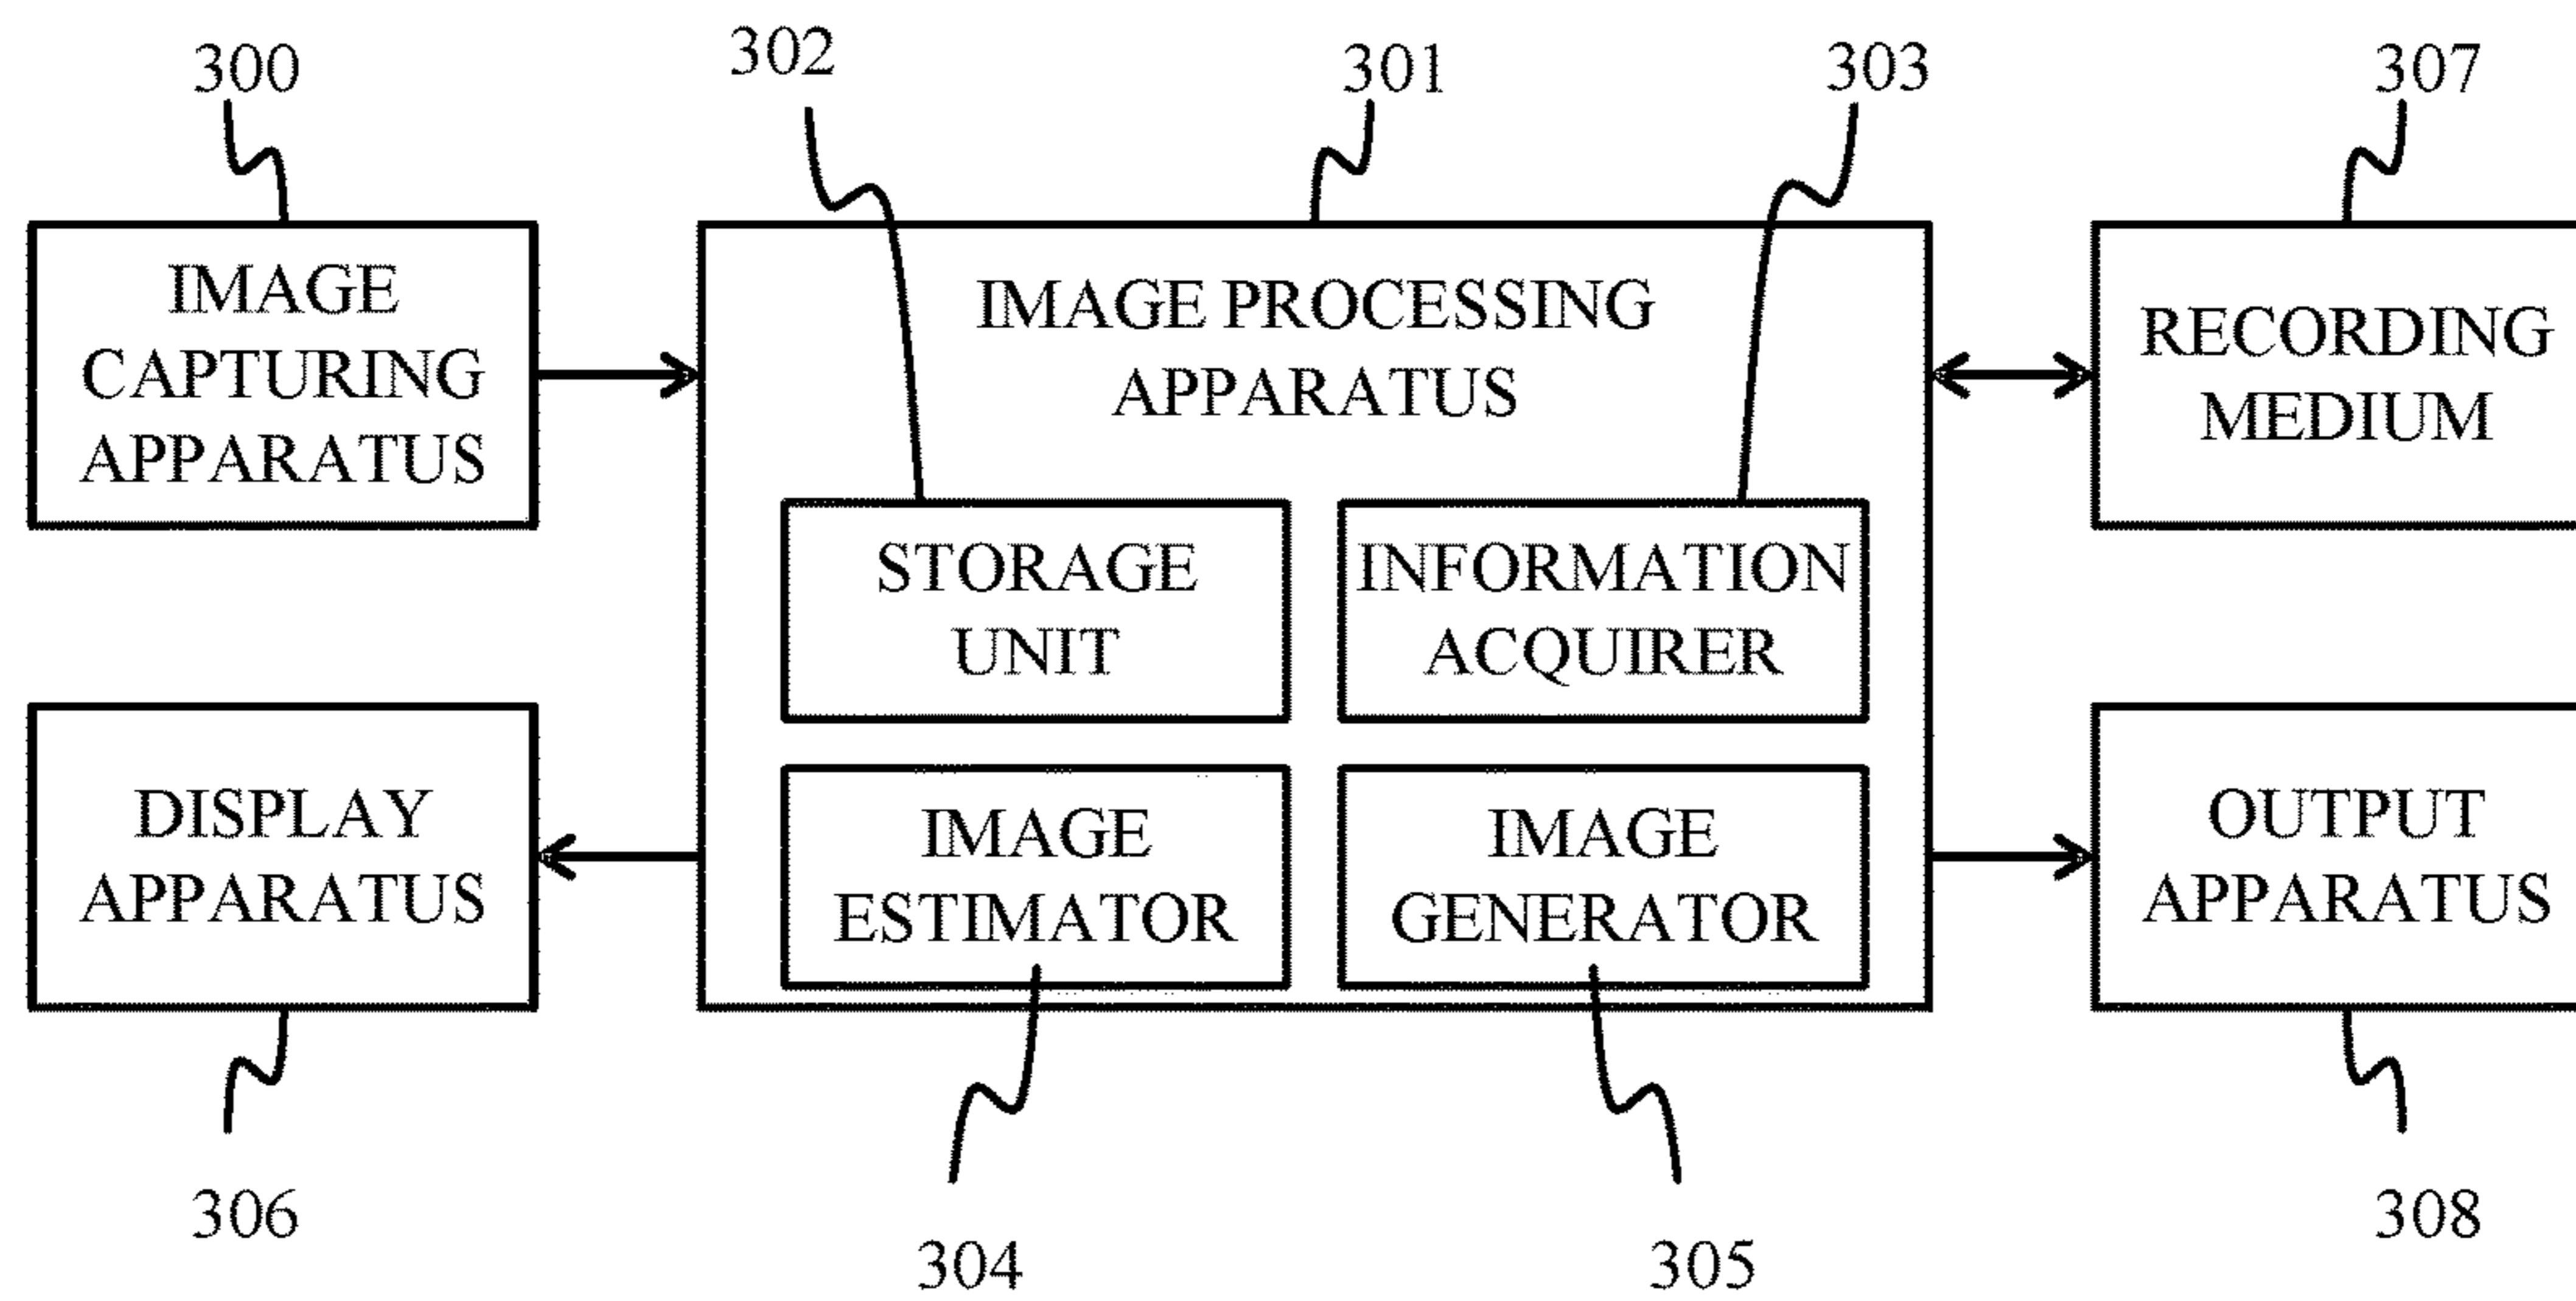 300
302
301
303
307
IMAGE
CAPTURING
APPARATUS
IMAGE PROCESSING
APPARATUS
RECORDING
MEDIUM
STORAGE
UNIT
INFORMATION
ACQUIRER
DISPLAY
APPARATUS
IMAGE
ESTIMATOR
IMAGE
GENERATOR
OUTPUT
APPARATUS
306
304
305
308